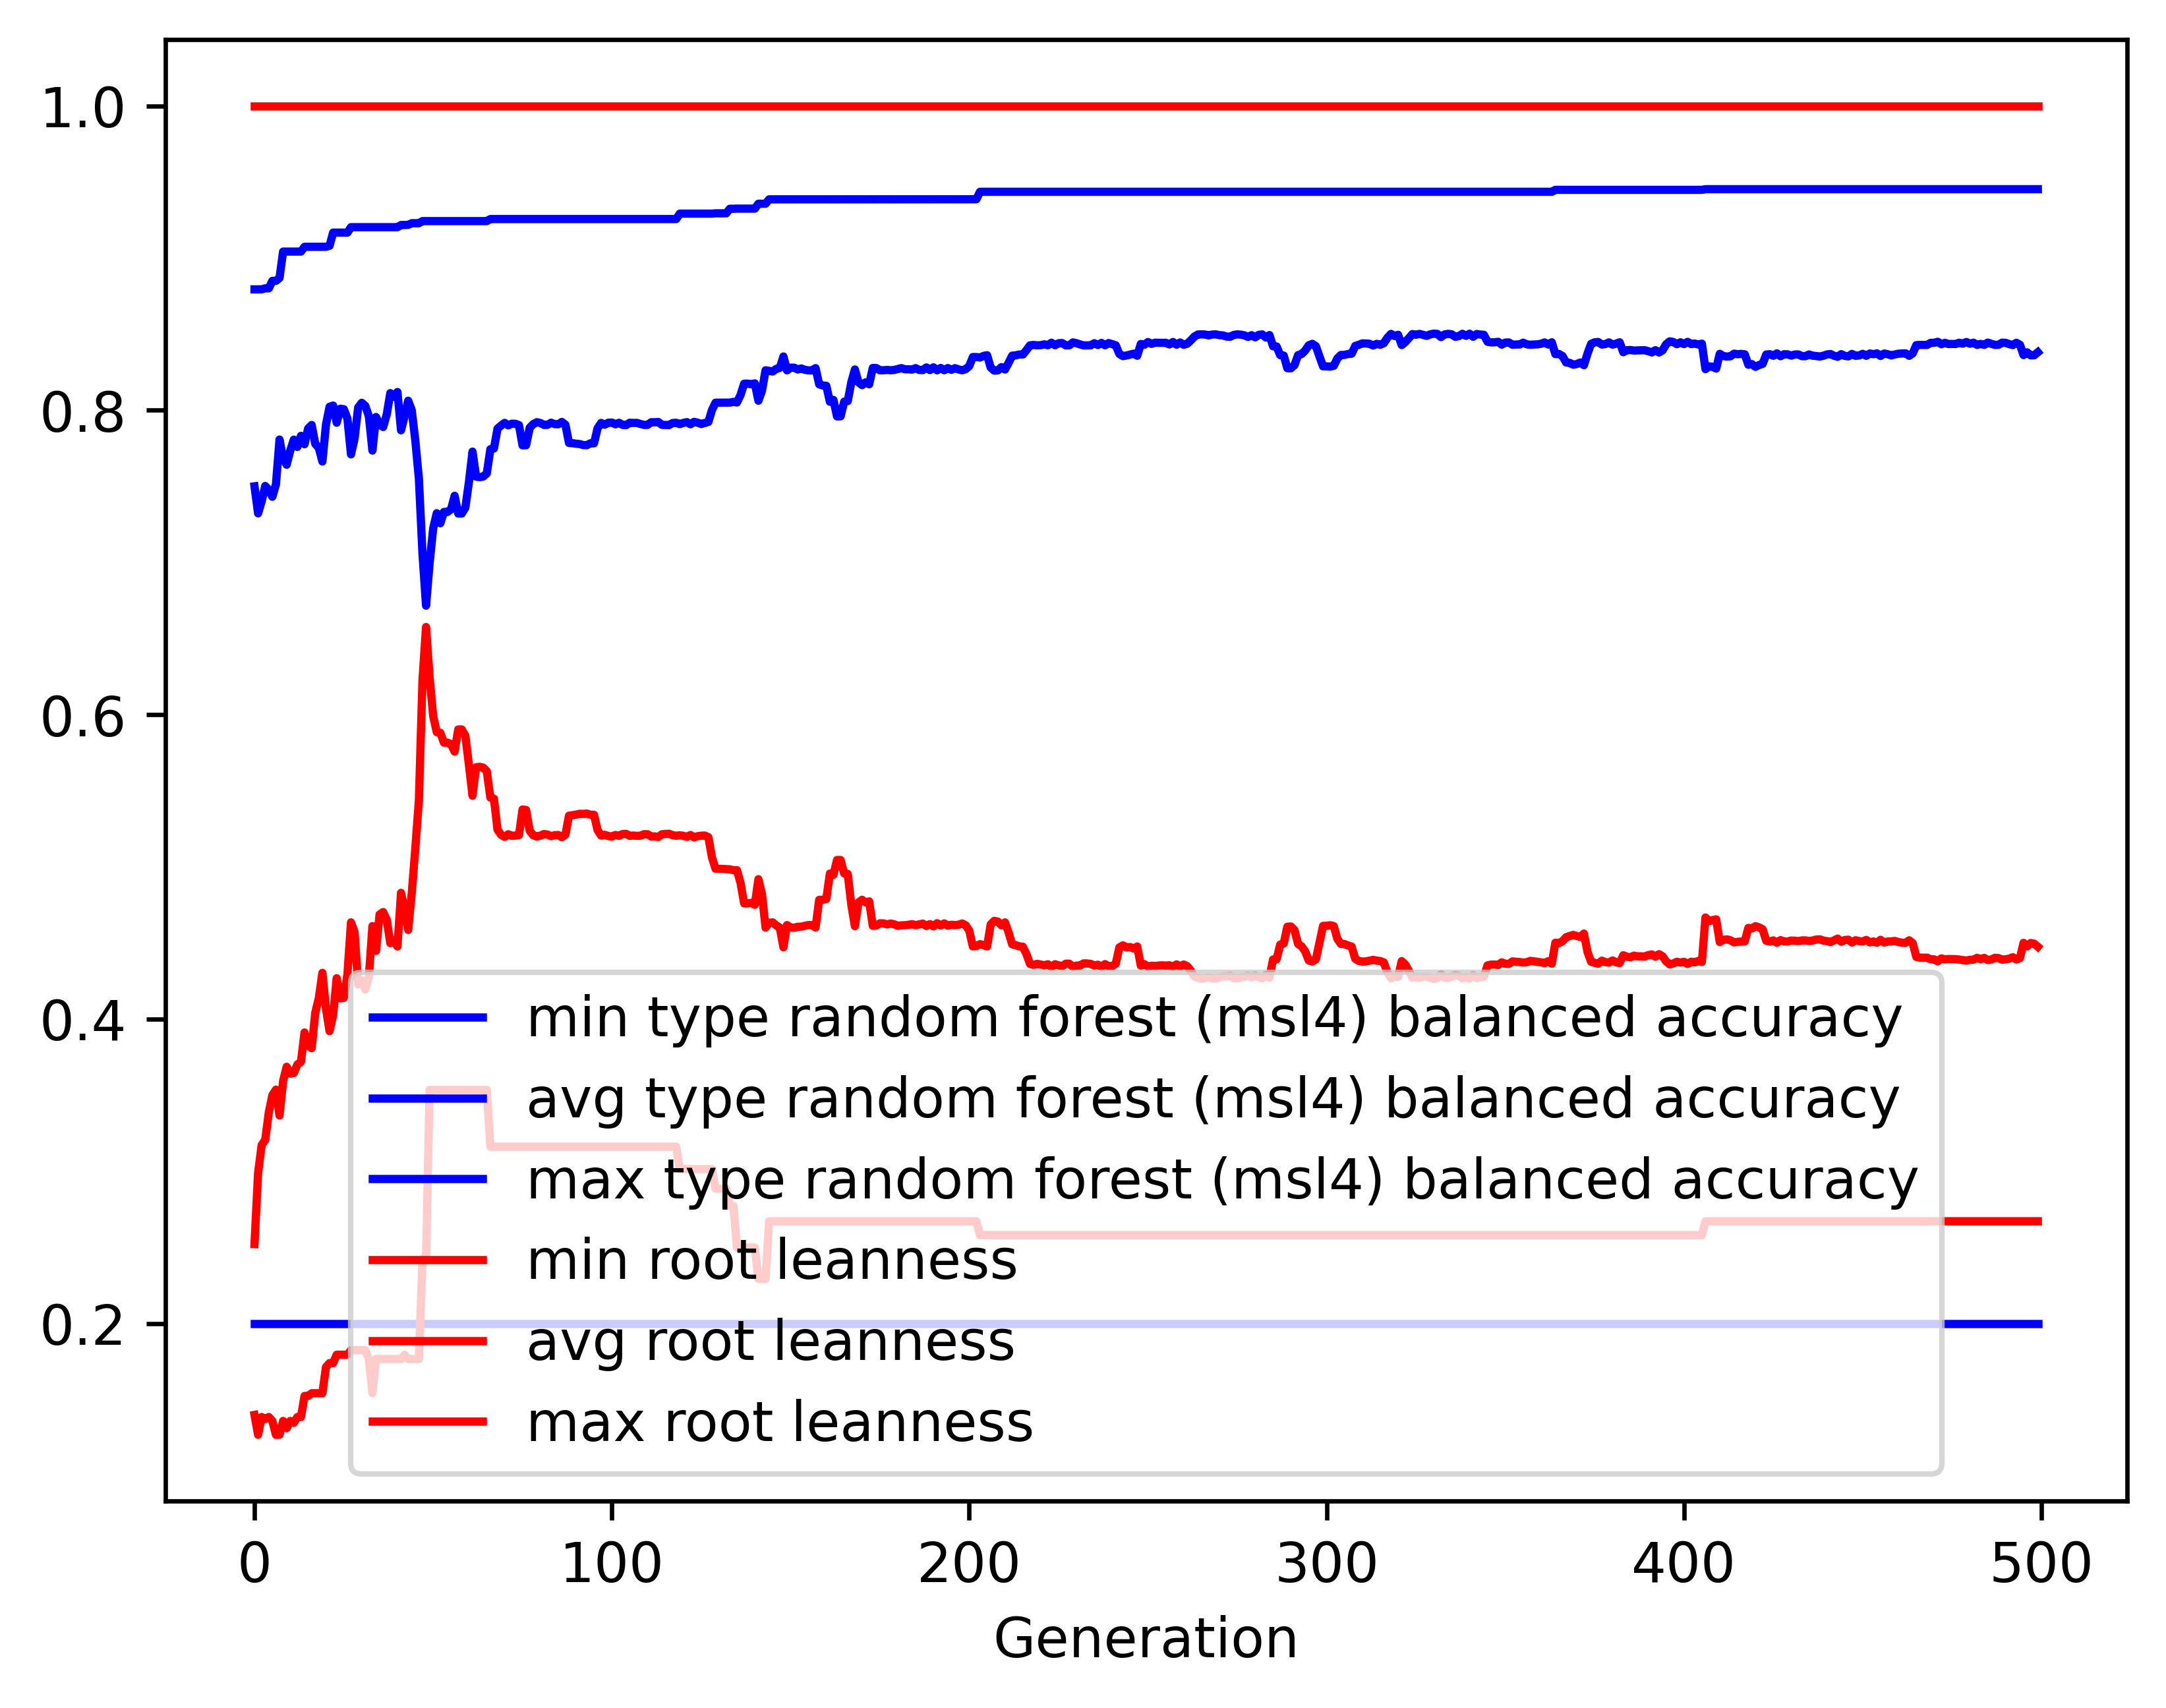 1.0
0.8
0.6
0.4
0.2
min type random forest (msl4) balanced accuracy
avg type random forest (msl4) balanced accuracy
max type random forest (msl4) balanced accuracy
min root leanness
avg root leanness
max root leanness
0 100 200 300 400 500
Generation